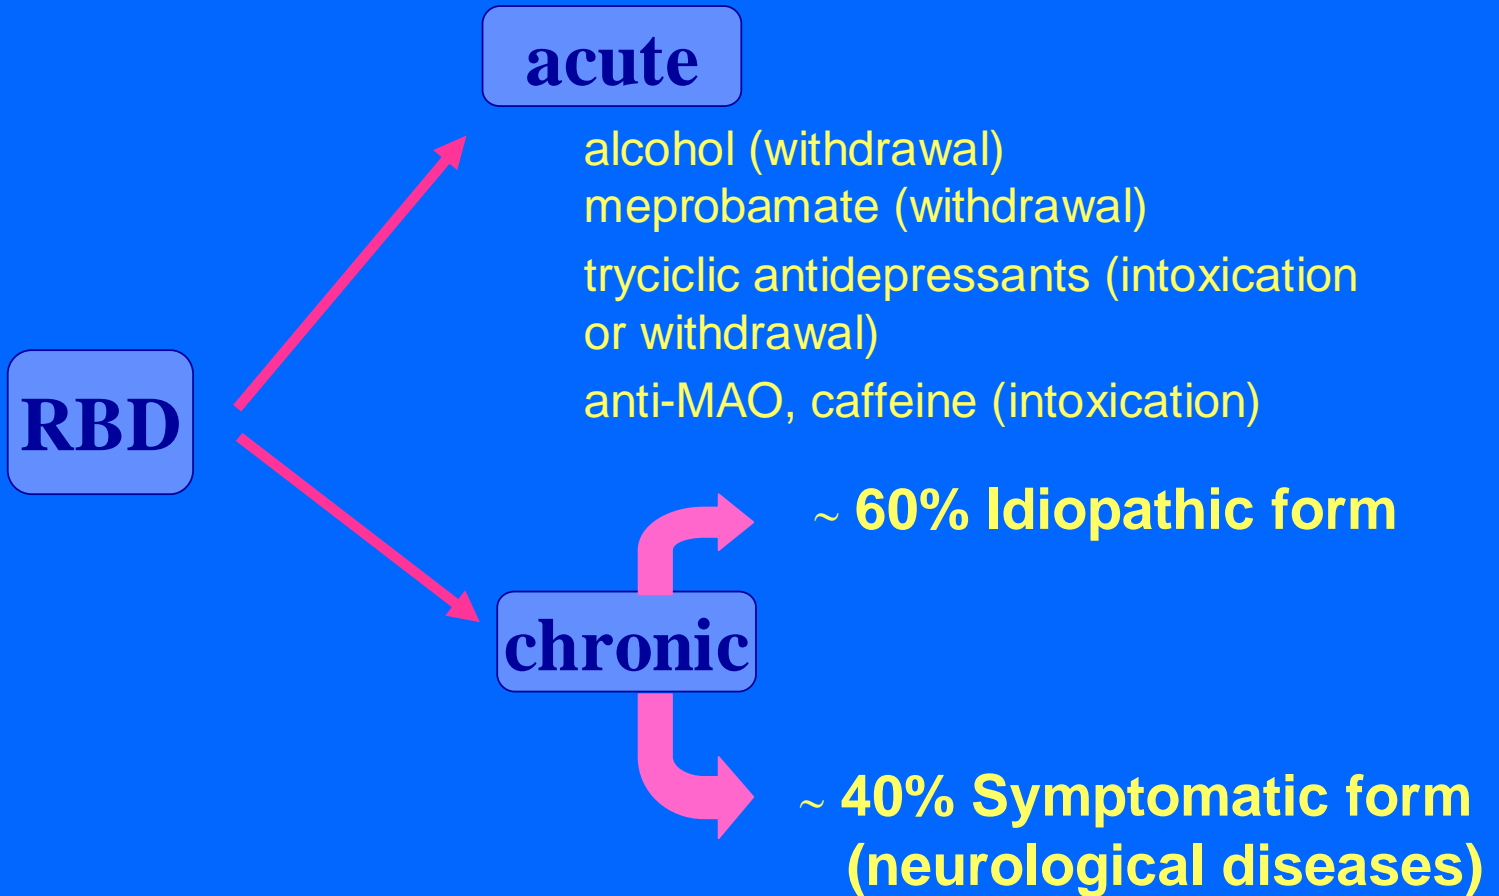 acute
alcohol (withdrawal)
meprobamate (withdrawal)
tryciclic antidepressants (intoxication
or withdrawal)
anti-MAO, caffeine (intoxication)
RBD
~ 60% Idiopathic form
chronic
~ 40% Symptomatic form
(neurological diseases)